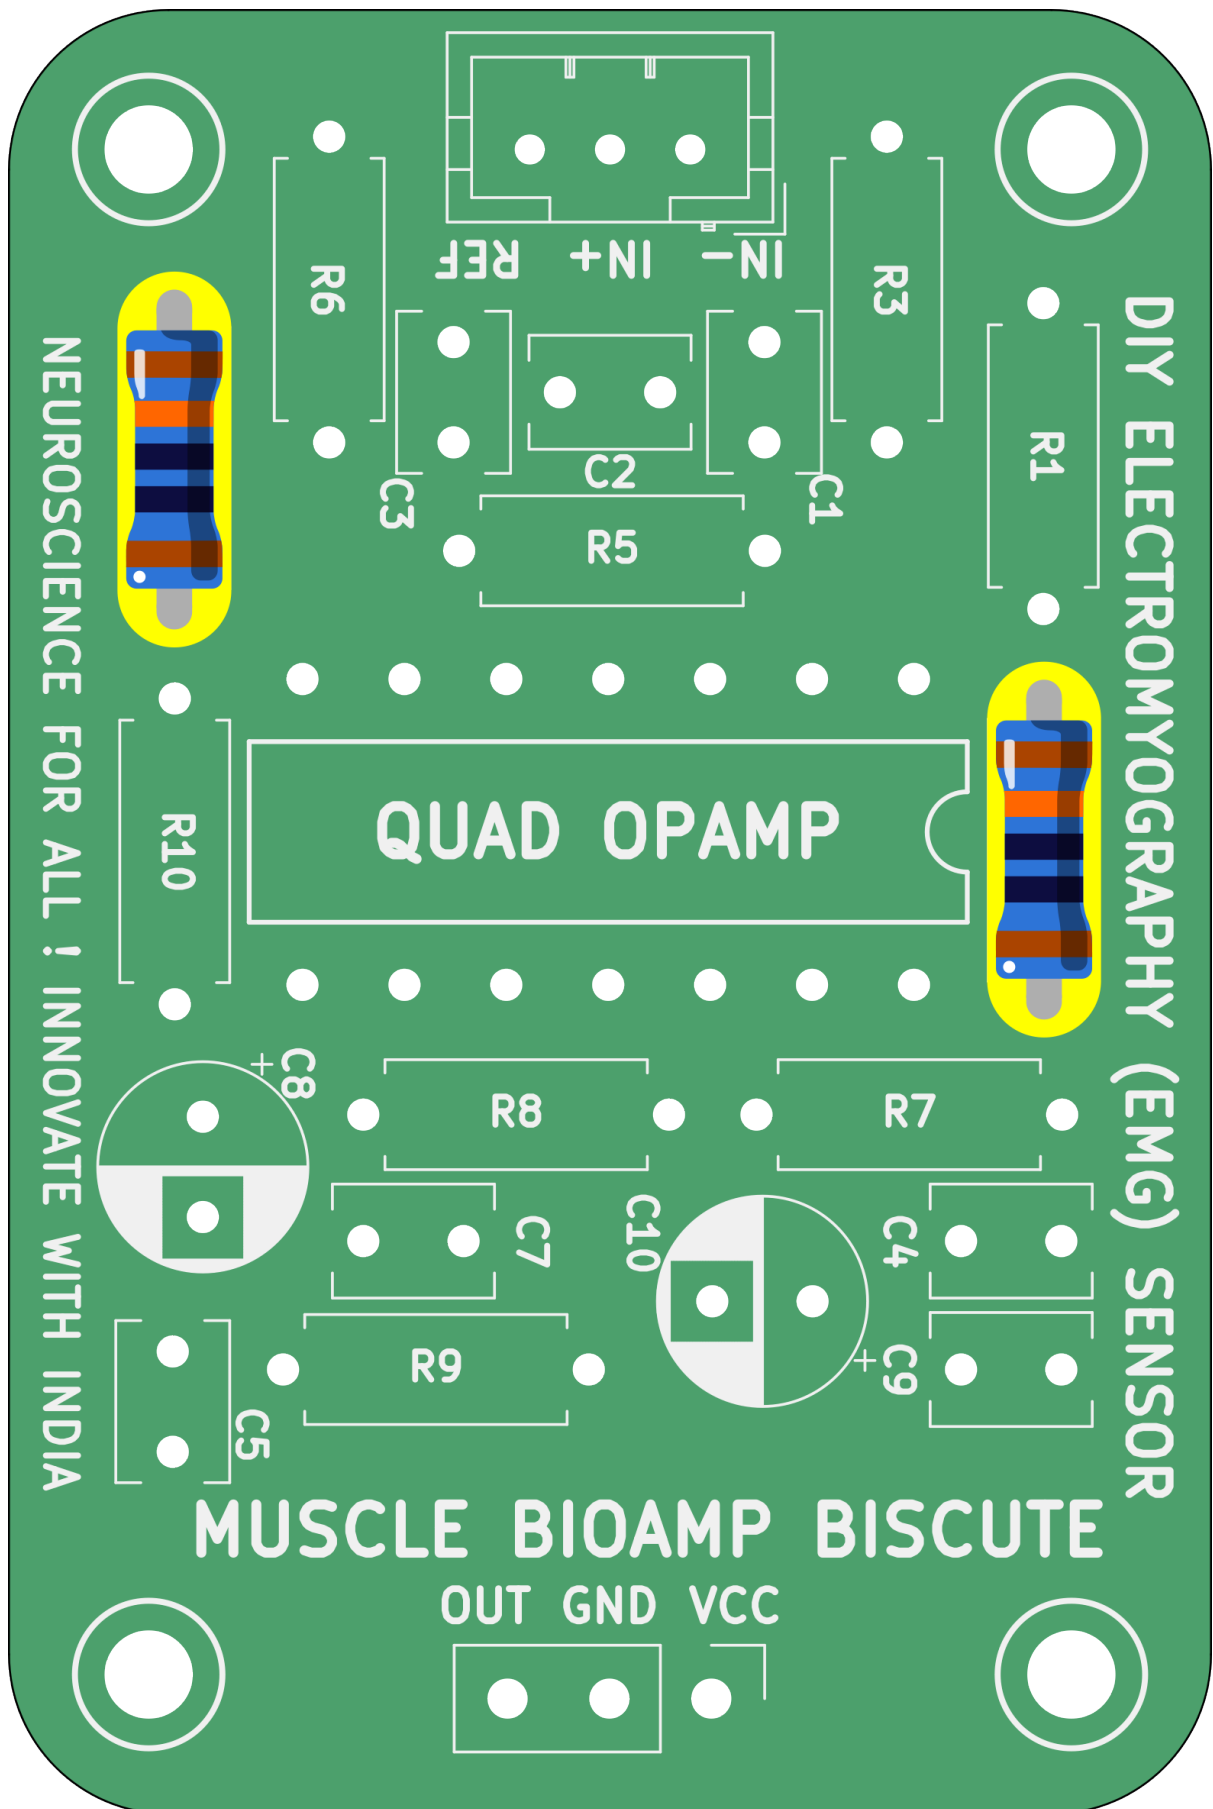 REF IN+ IN-
R6
R3
C3
C2
C1
R5
R1
NEUROSCIENCE FOR ALL ! INNOVATE WITH INDIA
DIY ELECTROMYOGRAPHY (EMG) SENSOR
R10
QUAD OPAMP
C8
R8
R7
C7
C10
C4
R9
C9
C5
MUSCLE BIOAMP BISCUTE
OUT GND VCC